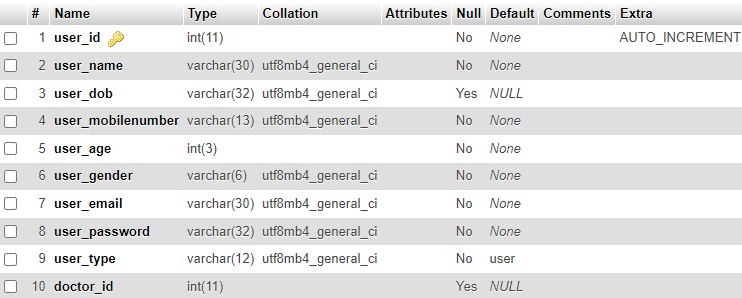 # Name Type Collation Attributes Null Default Comments Extra
1 user_id int(11) No None AUTO_INCREMENT
2 user_name varchar(30) utf8mb4_general_ci No None
3 user_dob varchar(32) utf8mb4_general_ci Yes NULL
4 user_mobilenumber varchar(13) utf8mb4_general_ci No None
5 user_age int(3) No None
6 user_gender varchar(6) utf8mb4_general_ci No None
7 user_email varchar(30) utf8mb4_general_ci No None
8 user_password varchar(32) utf8mb4_general_ci No None
9 user_type varchar(12) utf8mb4_general_ci No user
10 doctor_id int(11) Yes NULL